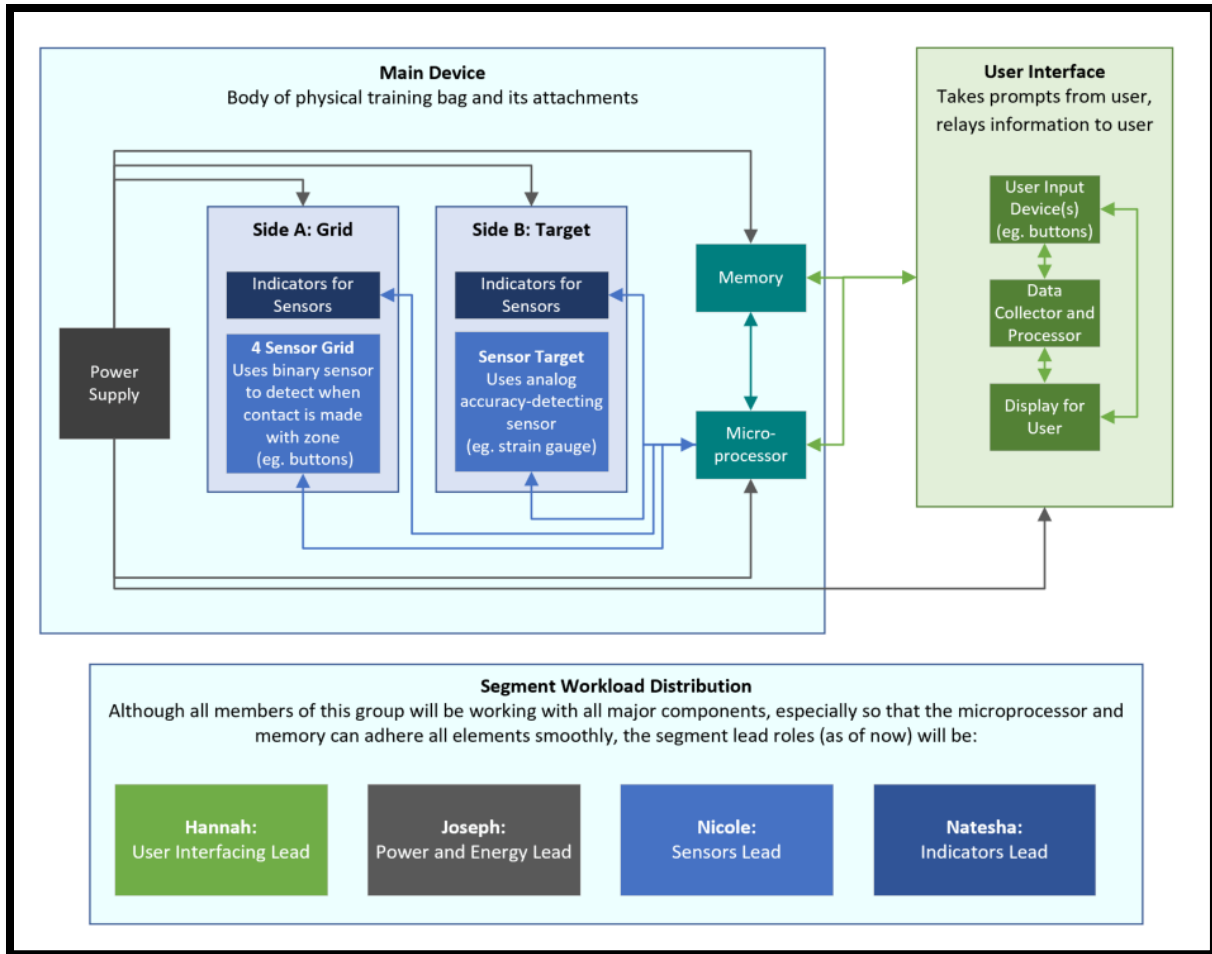 Main Device
Body of physical training bag and its attachments
User Interface
Takes prompts from user,
relays information to user
Side A: Grid
Indicators for
Sensors
4 Sensor Grid
Uses binary sensor
to detect when
contact is made
with zone
(eg. buttons)
Side B: Target
Indicators for
Sensors
Sensor Target
Uses analog
accuracy-detecting
sensor
(eg. strain gauge)
Power
Supply
Memory
Micro-
processor
User Input
Device(s)
(eg. buttons)
Data
Collector and
Processor
Display for
User
Segment Workload Distribution
Although all members of this group will be working with all major components, especially so that the microprocessor and
memory can adhere all elements smoothly, the segment lead roles (as of now) will be:
Hannah:
User Interfacing Lead
Joseph:
Power and Energy Lead
Nicole:
Sensors Lead
Natesha:
Indicators Lead